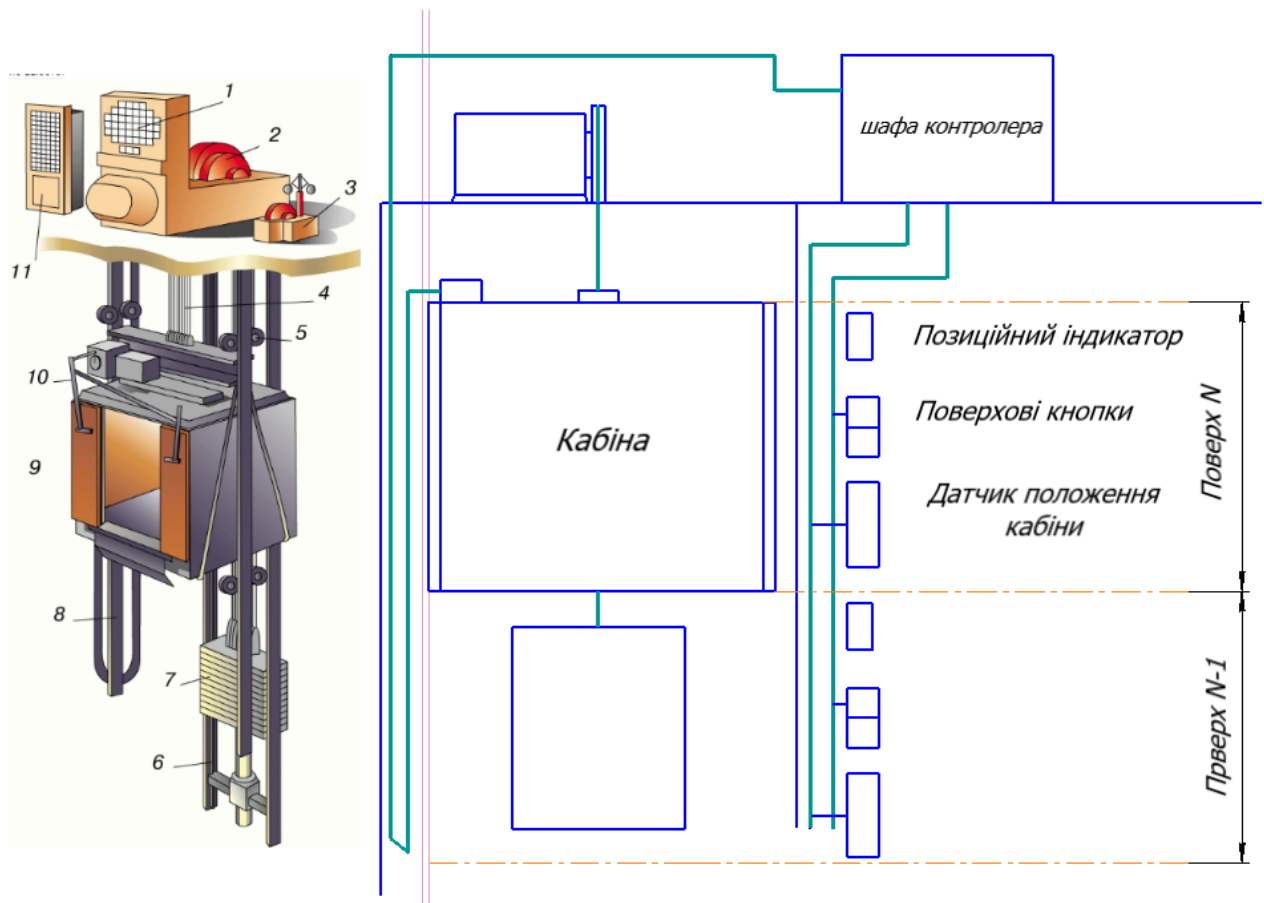 1
2
3
11
4
5
10
9
8
7
6
шафа контролера
Кабіна
Позиційний індикатор
Поверхові кнопки
Датчик положення
кабіни
Поверх N
Прверх N-1